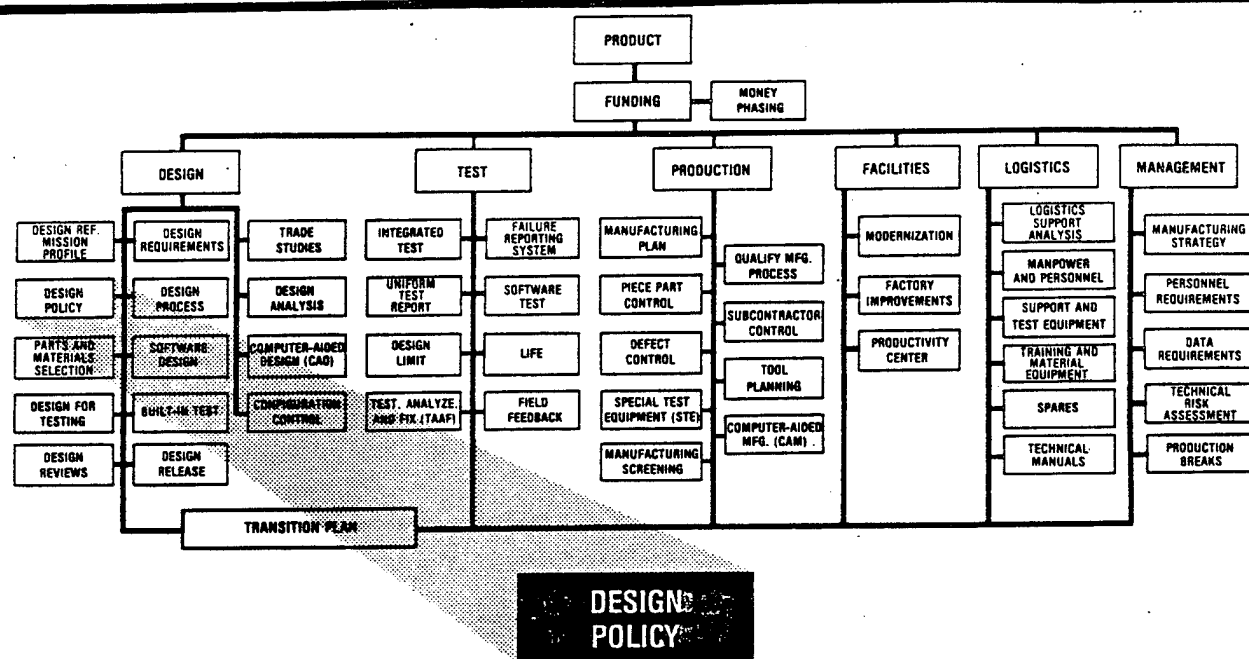 PRODUCT
FUNDING
MONEY
PHASING
DESIGN
TEST
PRODUCTION
FACILITIES
LOGISTICS
MANAGEMENT
DESIGN REF.
MISSION
PROFILE
DESIGN
REQUIREMENTS
TRADE
STUDIES
DESIGN
POLICY
DESIGN
PROCESS
DESIGN
ANALYSIS
PARTS AND
MATERIALS
SELECTION
SOFTWARE
DESIGN
COMPUTER-AIDED
DESIGN (CAD)
DESIGN FOR
TESTING
BUILT-IN TEST
CONFIGURATION
CONTROL
DESIGN
REVIEWS
DESIGN
RELEASE
INTEGRATED
TEST
FAILURE
REPORTING
SYSTEM
UNIFORM
TEST
REPORT
SOFTWARE
TEST
DESIGN
LIMIT
LIFE
TEST, ANALYZE,
AND FIX (TAAF)
FIELD
FEEDBACK
MANUFACTURING
PLAN
QUALIFY MFG.
PROCESS
PIECE PART
CONTROL
SUBCONTRACTOR
CONTROL
DEFECT
CONTROL
TOOL
PLANNING
SPECIAL TEST
EQUIPMENT (STE)
COMPUTER-AIDED
MFG. (CAM)
MANUFACTURING
SCREENING
MODERNIZATION
FACTORY
IMPROVEMENTS
PRODUCTIVITY
CENTER
LOGISTICS
SUPPORT
ANALYSIS
MANPOWER
AND PERSONNEL
SUPPORT AND
TEST EQUIPMENT
TRAINING AND
MATERIAL
EQUIPMENT
SPARES
TECHNICAL
MANUALS
MANUFACTURING
STRATEGY
PERSONNEL
REQUIREMENTS
DATA
REQUIREMENTS
TECHNICAL
RISK
ASSESSMENT
PRODUCTION
BREAKS
TRANSITION PLAN
DESIGN
POLICY